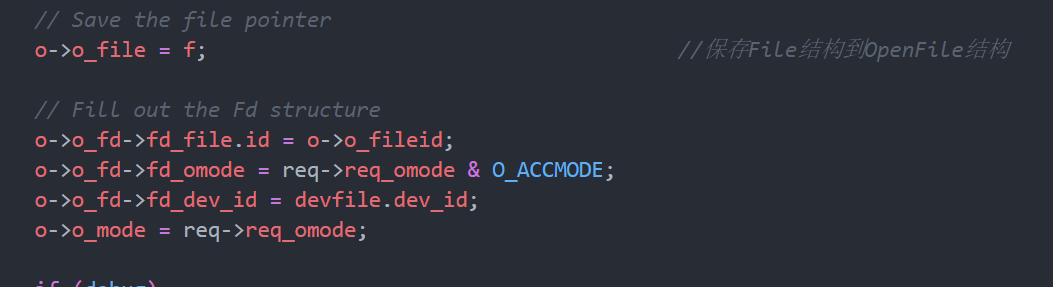 // Save the file pointer
o->o_file = f; //保存File结构到OpenFile结构
// Fill out the Fd structure
o->o_fd->fd_file.id = o->o_fileid;
o->o_fd->fd_omode = req->req_omode & O_ACCMODE;
o->o_fd->fd_dev_id = devfile.dev_id;
o->o_mode = req->req_omode;
if (debug)